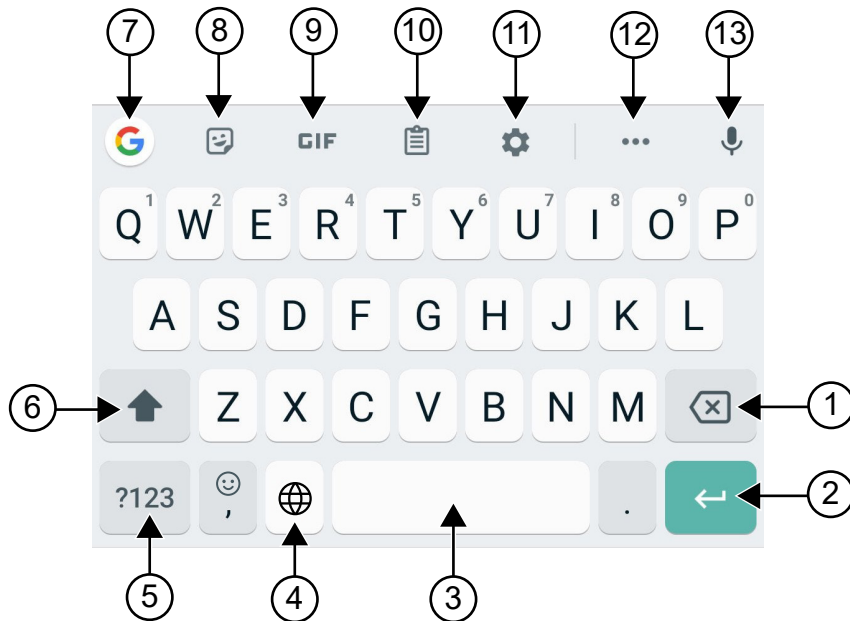 7 8 9 10 11 12 13
G GIF
Q1 W2 E3 R4 T5 Y6 U7 I8 O9 P0
A S D F G H J K L
6 Z X C V B N M 1
?123 , . 2
5 4 3